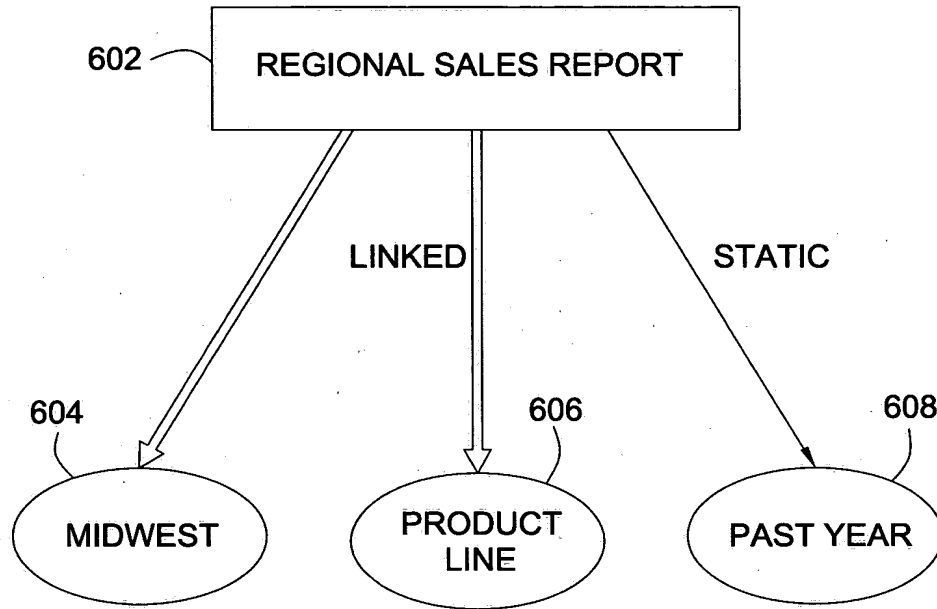 602
REGIONAL SALES REPORT
LINKED
STATIC
604
606
608
MIDWEST
PRODUCT
LINE
PAST YEAR